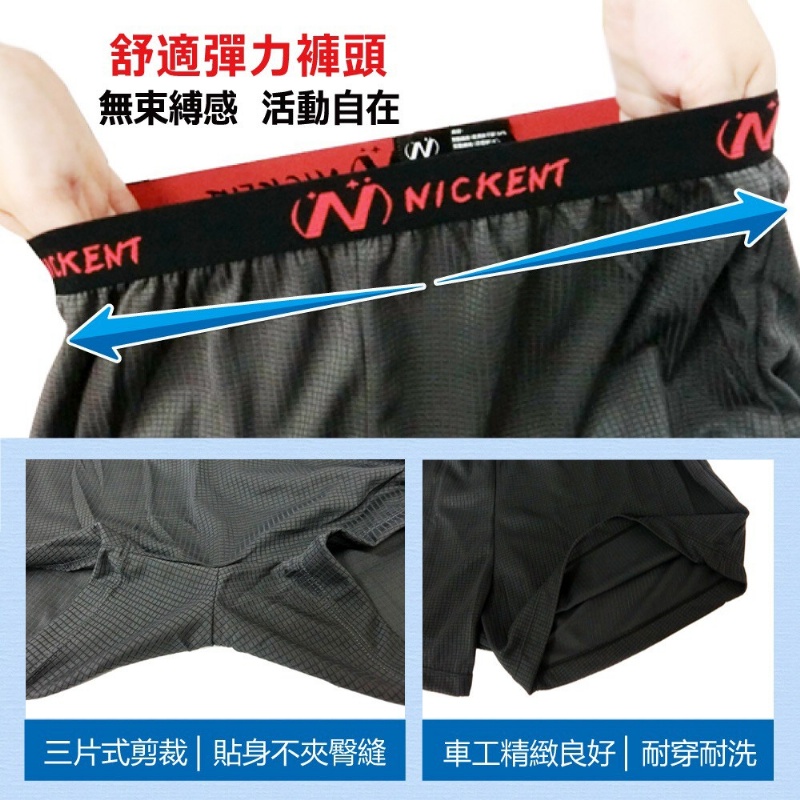 舒適彈力褲頭
無束縛感 活動自在
NICKENT
NICKENT
ICKENT
N
三片式剪裁｜貼身不夾臀縫
車工精緻良好｜耐穿耐洗